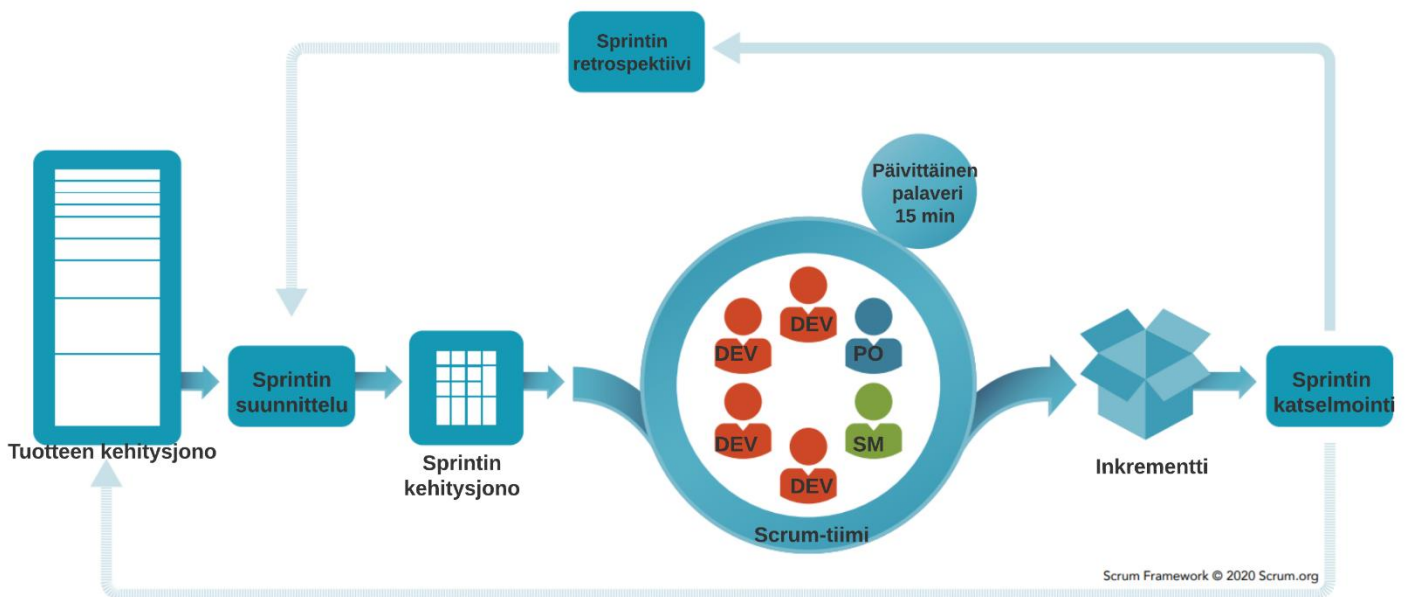 Sprintin
retrospektiivi
Päivittäinen
palaveri
15 min
DEV
DEV
PO
Sprintin
suunnittelu
Sprintin
katselmointi
DEV
SM
Tuotteen kehitysjono
Sprintin
kehitysjono
DEV
Inkrementti
Scrum-tiimi
Scrum Framework © 2020 Scrum.org